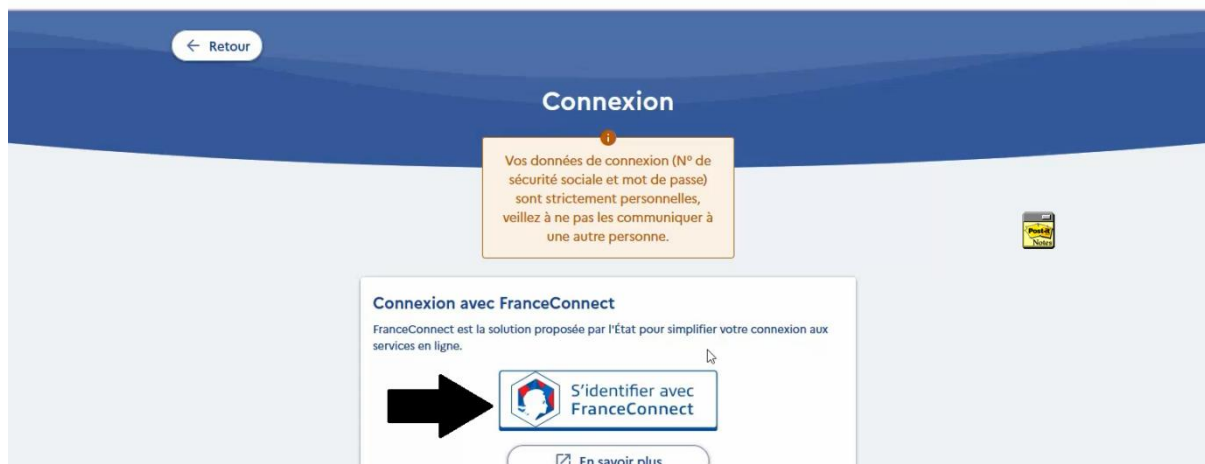 ← Retour
Connexion
Vos données de connexion (N° de
sécurité sociale et mot de passe)
sont strictement personnelles,
veillez à ne pas les communiquer à
une autre personne.
Post-it
Notes
Connexion avec FranceConnect
FranceConnect est la solution proposée par l'État pour simplifier votre connexion aux
services en ligne.
S'identifier avec
FranceConnect
En savoir plus